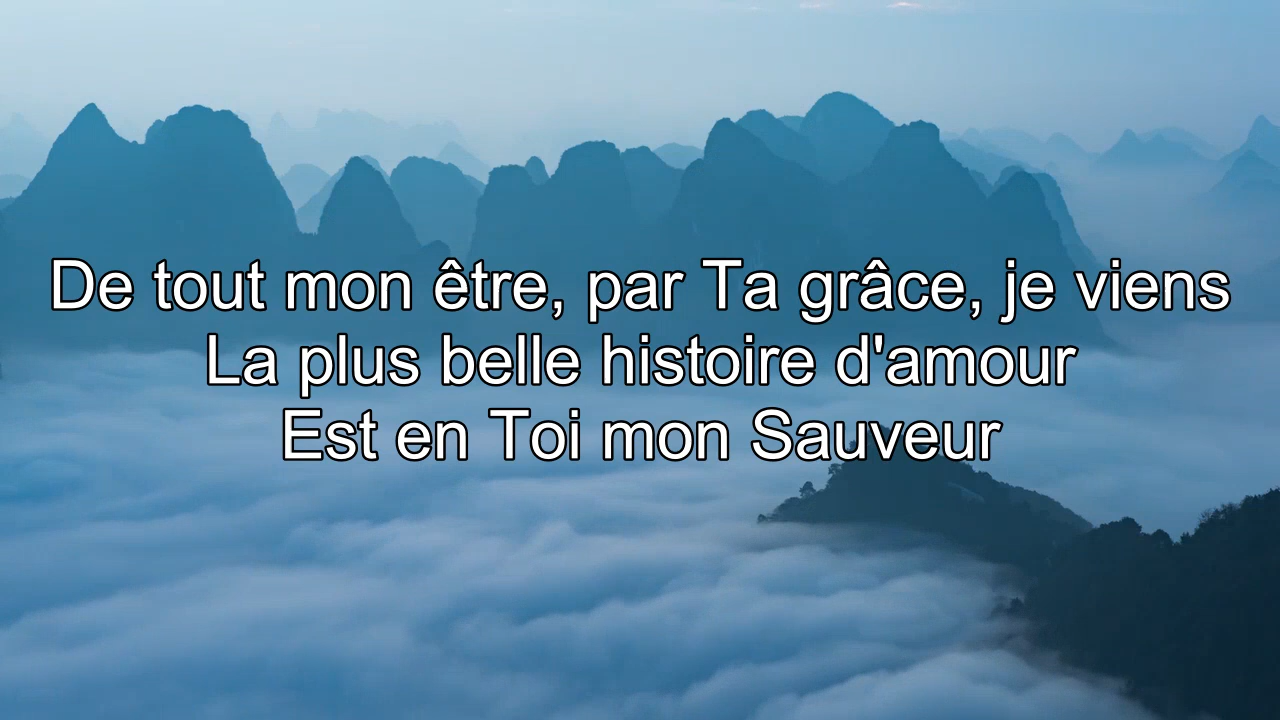 De tout mon être, par Ta grâce, je viens
La plus belle histoire d'amour
Est en Toi mon Sauveur